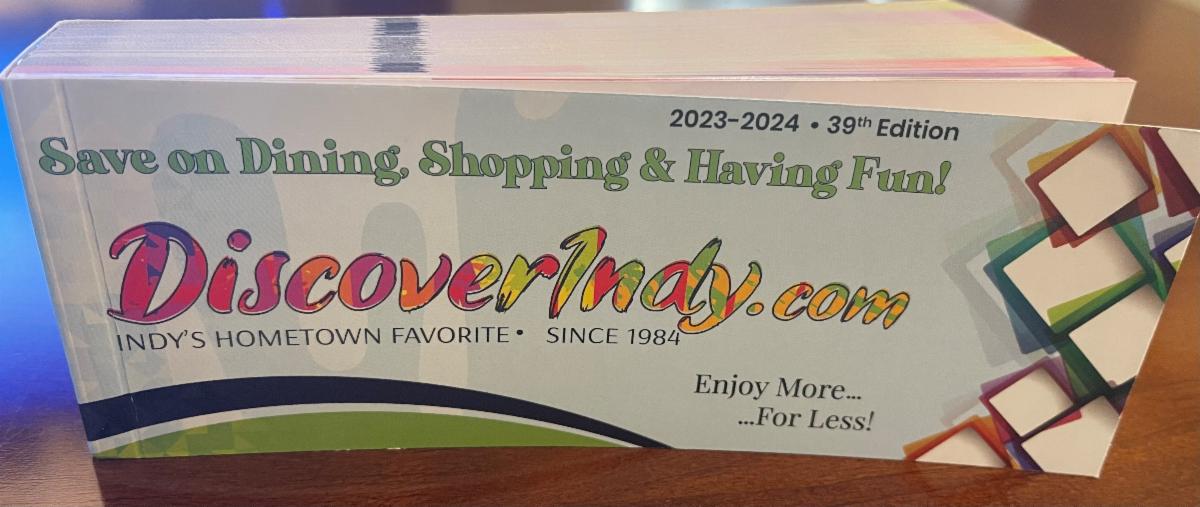 2023-2024 • 39th Edition
Save on Dining, Shopping & Having Fun!
DiscoverIndy.com
INDY'S HOMETOWN FAVORITE • SINCE 1984
Enjoy More...
...For Less!